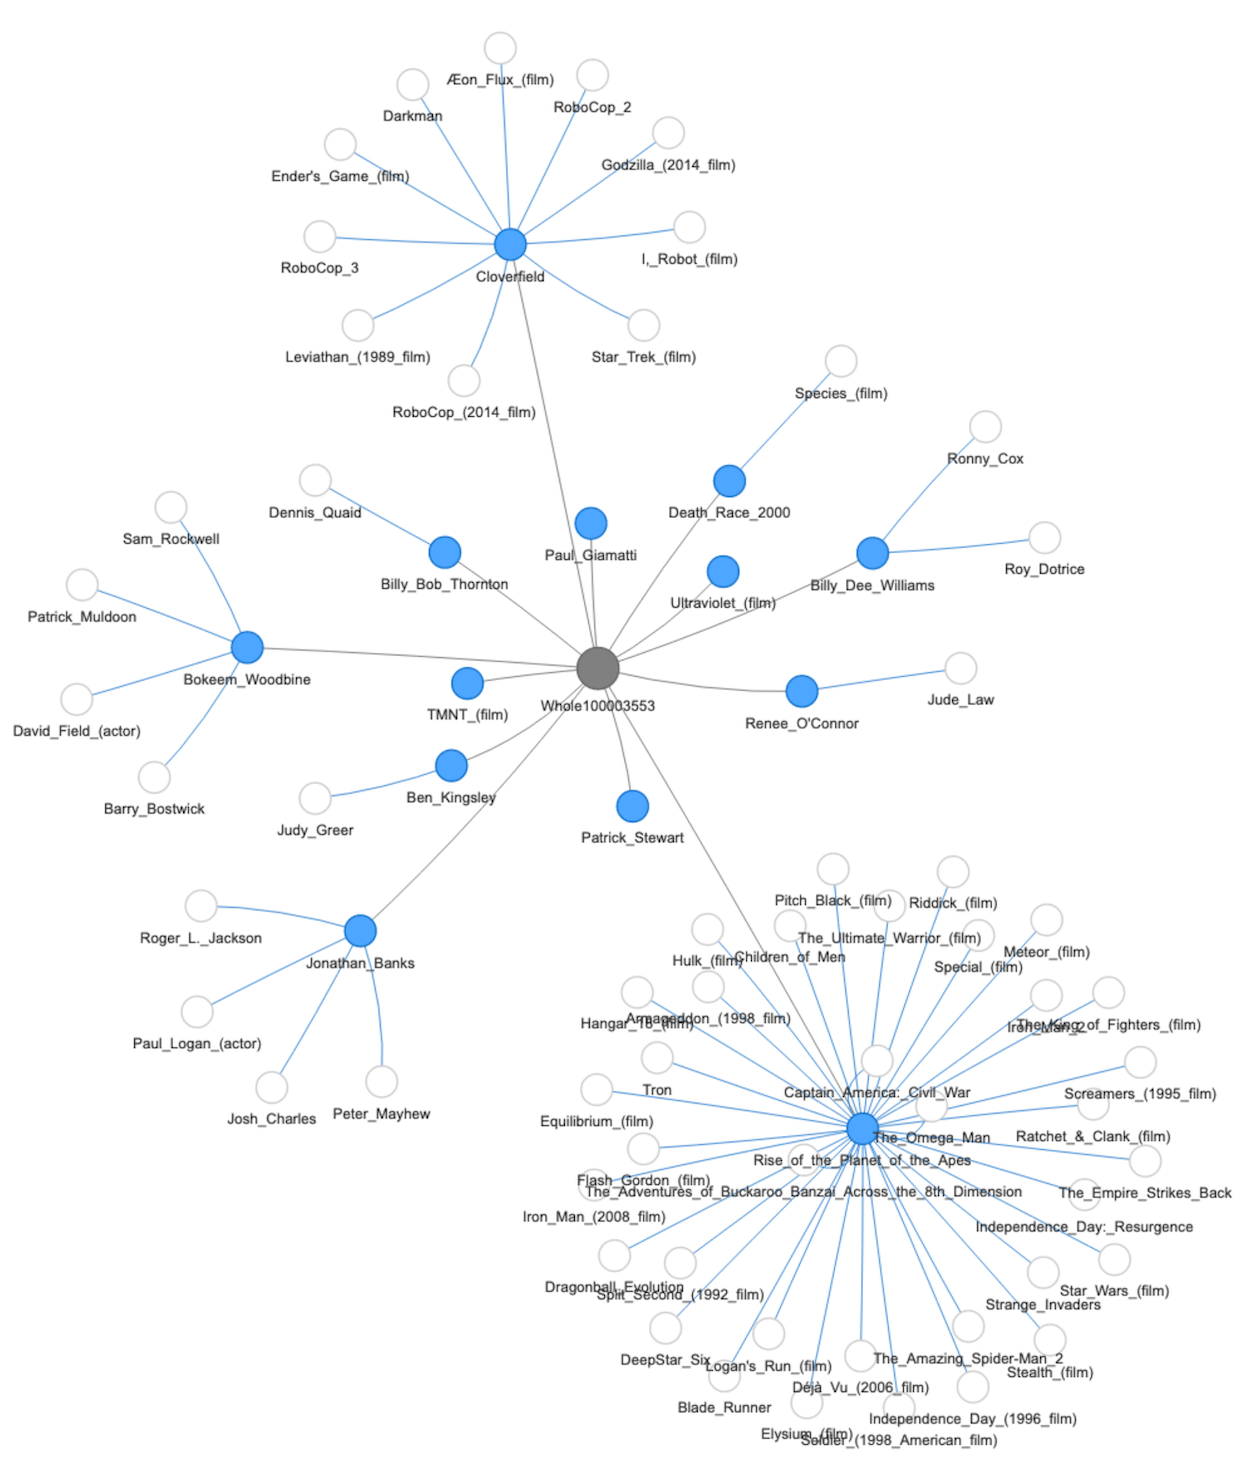 Æon_Flux_(film)
RoboCop_2
Darkman
Godzilla_(2014_film)
Ender's_Game_(film)
I,_Robot_(film)
RoboCop_3
Cloverfield
Leviathan_(1989_film)
Star_Trek_(film)
RoboCop_(2014_film)
Species_(film)
Ronny_Cox
Dennis_Quaid
Death_Race_2000
Sam_Rockwell
Paul_Giamatti
Roy_Dotrice
Billy_Bob_Thornton
Billy_Dee_Williams
Ultraviolet_(film)
Patrick_Muldoon
Bokeem_Woodbine
Jude_Law
Whole100003553
TMNT_(film)
Renee_O'Connor
David_Field_(actor)
Ben_Kingsley
Barry_Bostwick
Judy_Greer
Patrick_Stewart
Pitch_Black_(film)
Riddick_(film)
Roger_L._Jackson
The_Ultimate_Warrior_(film)
Meteor_(film)
Hulk_(film)
Children_of_Men
Jonathan_Banks
Special_(film)
Armageddon_(1998_film)
Hangar_18_(film)
Iron_Man_2
The_King_of_Fighters_(film)
Paul_Logan_(actor)
Tron
Captain_America:_Civil_War
Screamers_(1995_film)
Peter_Mayhew
Josh_Charles
Equilibrium_(film)
The_Omega_Man
Ratchet_&_Clank_(film)
Rise_of_the_Planet_of_the_Apes
Flash_Gordon_(film)
The_Adventures_of_Buckaroo_Banzai_Across_the_8th_Dimension
The_Empire_Strikes_Back
Iron_Man_(2008_film)
Independence_Day:_Resurgence
Dragonball_Evolution
Split_Second_(1992_film)
Star_Wars_(film)
Strange_Invaders
DeepStar_Six
Logan's_Run_(film)
The_Amazing_Spider-Man_2
Stealth_(film)
Déjà_Vu_(2006_film)
Blade_Runner
Independence_Day_(1996_film)
Elysium_(film)
Soldier_(1998_American_film)